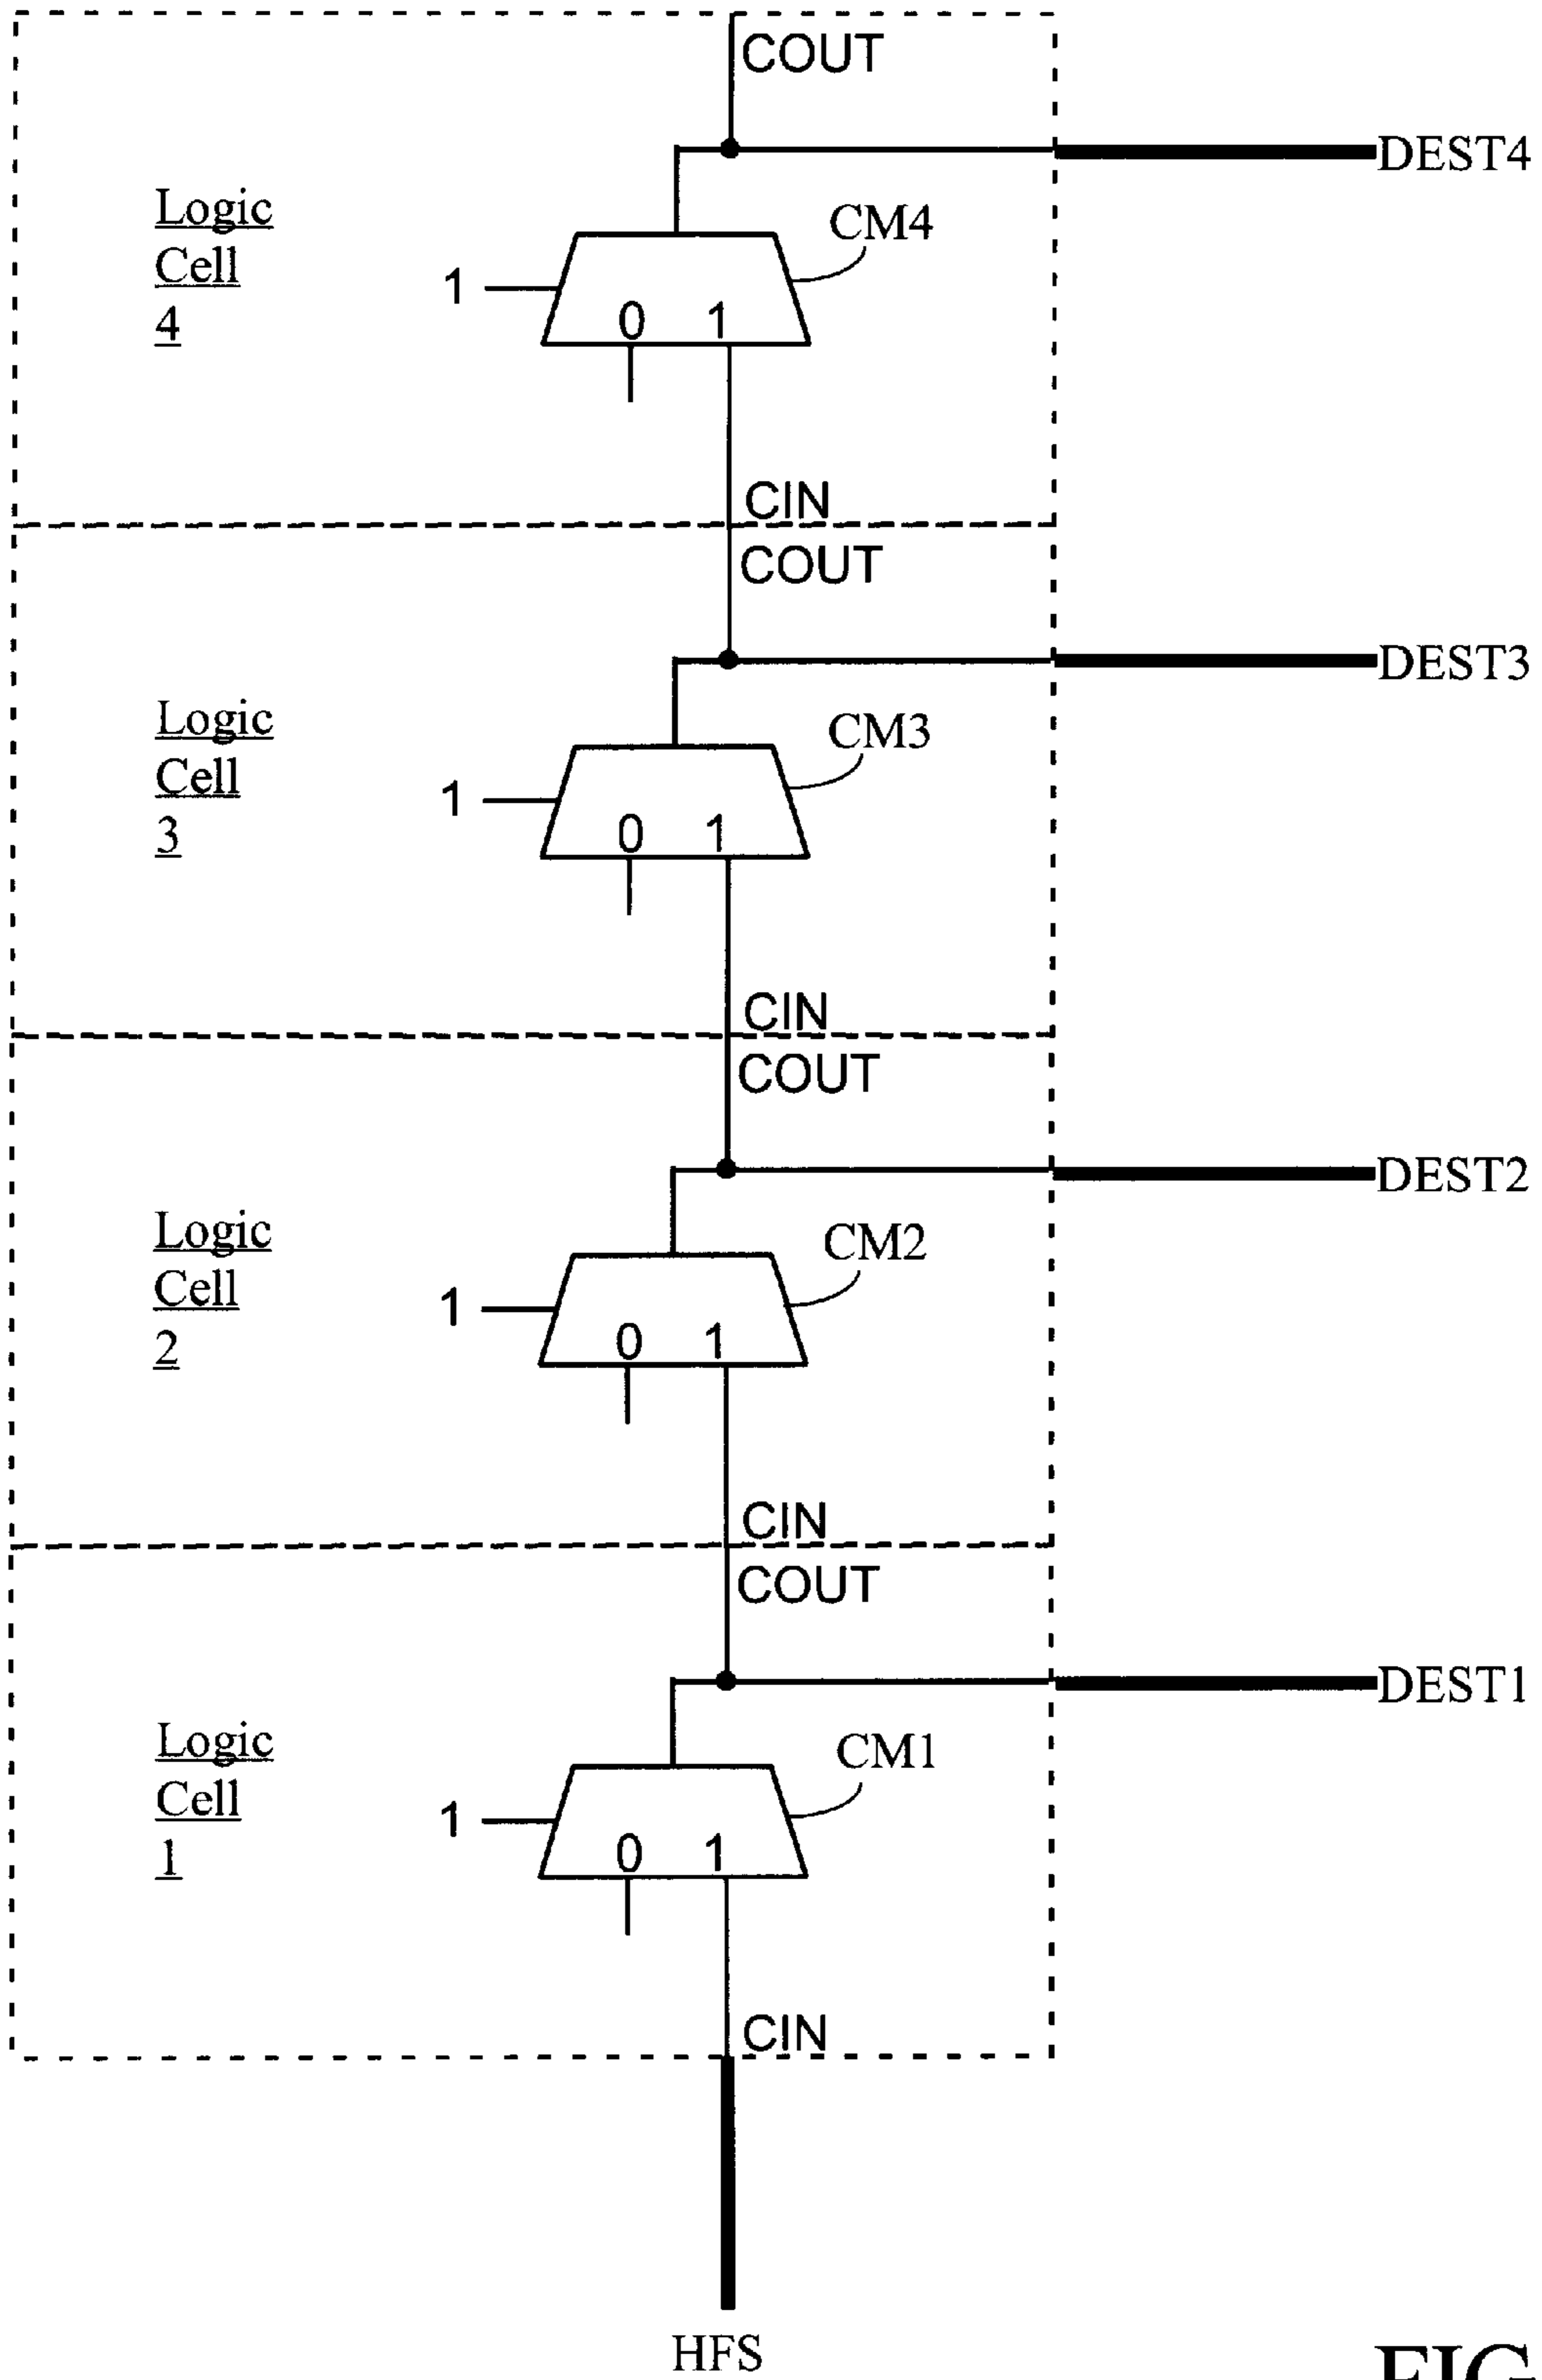 COUT
DEST4
Logic
Cell
4
CM4
1
0 1
CIN
COUT
DEST3
Logic
Cell
3
CM3
1
0 1
CIN
COUT
DEST2
Logic
Cell
2
CM2
1
0 1
CIN
COUT
DEST1
Logic
Cell
1
CM1
1
0 1
CIN
HFS
FIG